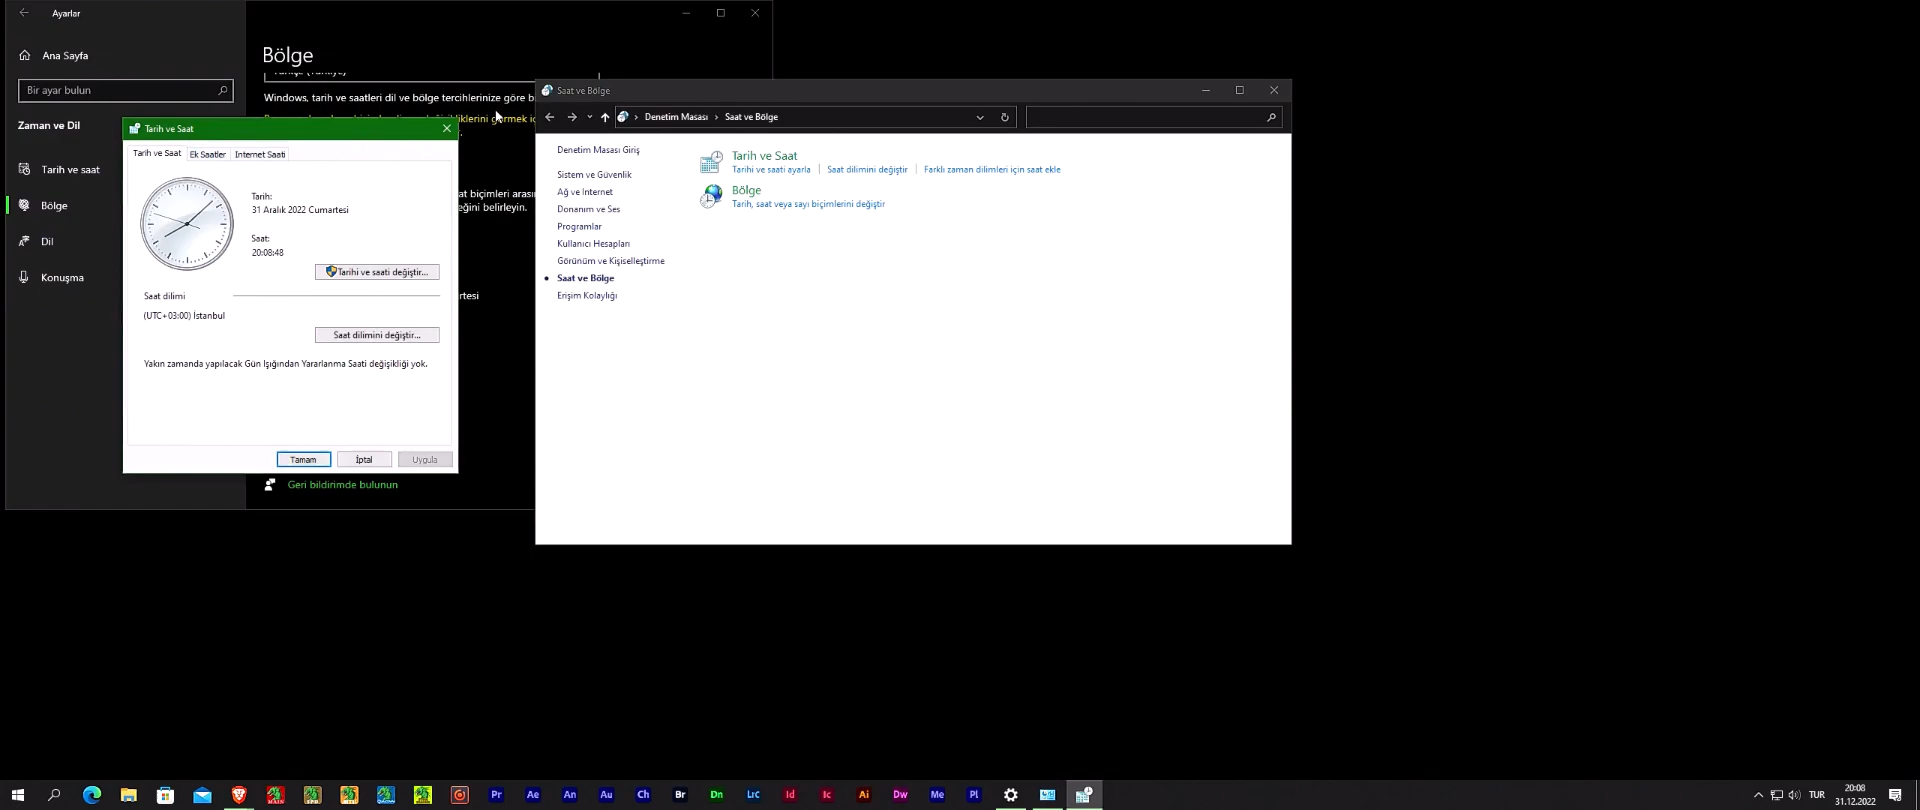 Ayarlar
Ana Sayfa
Bir ayar bulun
Zaman ve Dil
Tarih ve saat
Bölge
Dil
Konuşma
Bölge
Windows, tarih ve saatleri dil ve bölge tercihlerinize göre b
görmek iç
at biçimleri arası
eğini belirleyin.
rtesi
Geri bildirimde bulunun
Tarih ve Saat
Tarih ve Saat
Ek Saatler
Internet Saati
Tarih:
31 Aralık 2022 Cumartesi
Saat:
20:08:48
Tarihi ve saati değiştir...
Saat dilimi
(UTC+03:00) İstanbul
Saat dilimini değiştir...
Yakın zamanda yapılacak Gün Işığından Yararlanma Saati değişikliği yok.
Tamam
İptal
Uygula
Saat ve Bölge
Denetim Masası › Saat ve Bölge
Denetim Masası Giriş
Sistem ve Güvenlik
Ağ ve Internet
Donanım ve Ses
Programlar
Kullanıcı Hesapları
Görünüm ve Kişiselleştirme
Saat ve Bölge
Erişim Kolaylığı
Tarih ve Saat
Tarihi ve saati ayarla | Saat dilimini değiştir | Farklı zaman dilimleri için saat ekle
Bölge
Tarih, saat veya sayı biçimlerini değiştir
Pr Ae An Au Ch Br Dn LrC Id Ic Ai Dw Me Pl
TUR
20:08
31.12.2022